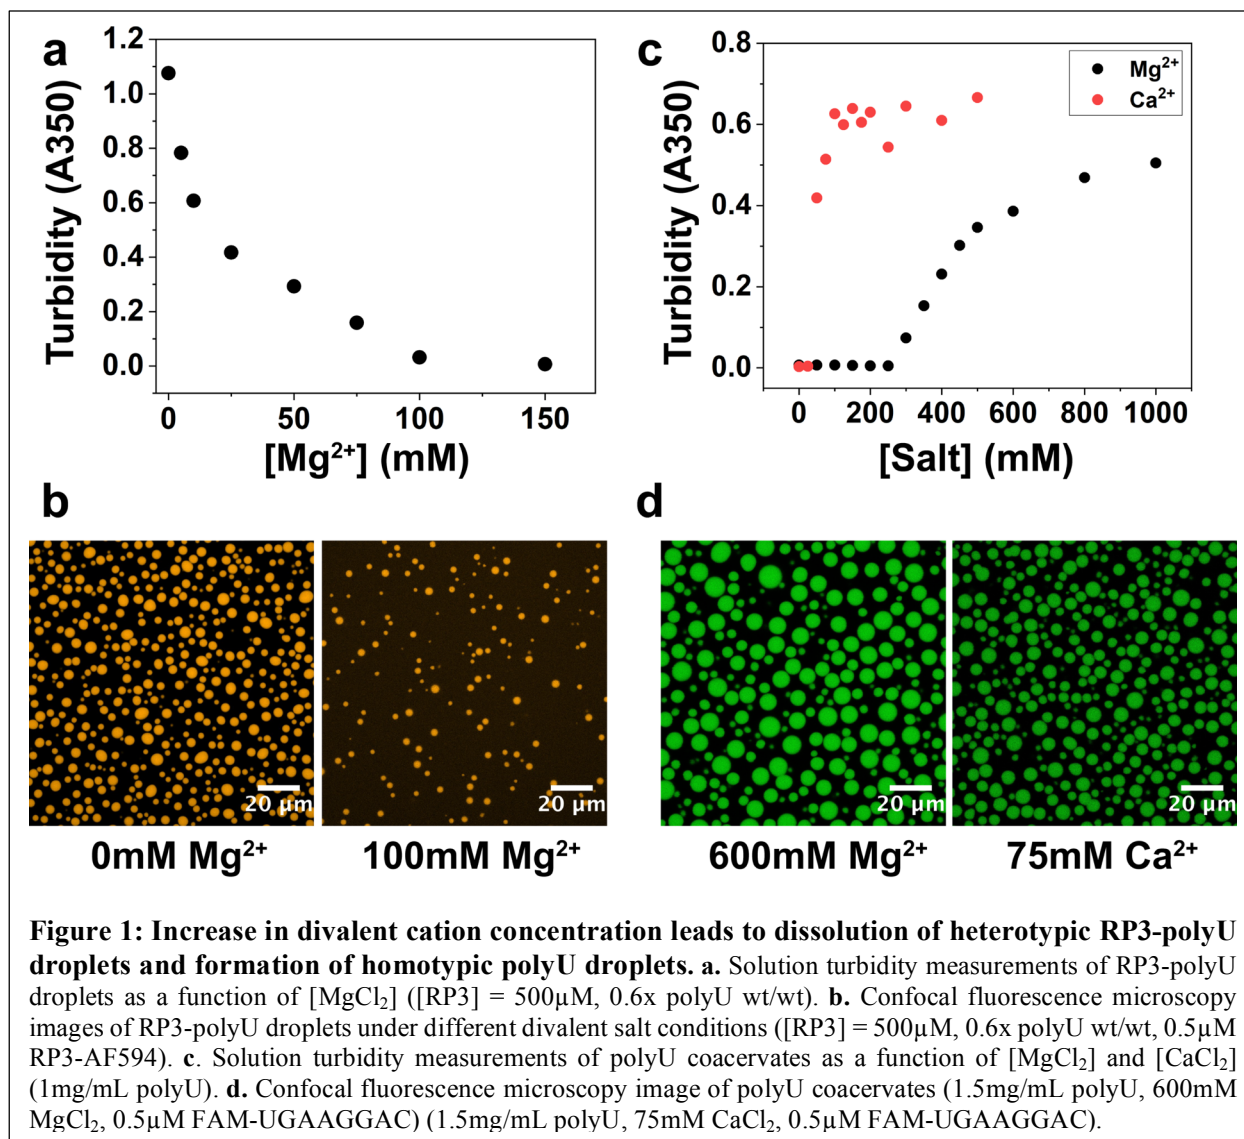 a
1.2
1.0
0.8
0.6
0.4
0.2
0.0
Turbidity (A350)
0 50 100 150
[Mg²⁺] (mM)
c
0.8
0.6
0.4
0.2
0.0
Turbidity (A350)
Mg²⁺
Ca²⁺
0 200 400 600 800 1000
[Salt] (mM)
b
20 µm
20 µm
0mM Mg²⁺ 100mM Mg²⁺
d
20 µm
20 µm
600mM Mg²⁺ 75mM Ca²⁺
Figure 1: Increase in divalent cation concentration leads to dissolution of heterotypic RP3-polyU
droplets and formation of homotypic polyU droplets. a. Solution turbidity measurements of RP3-polyU
droplets as a function of [MgCl₂] ([RP3] = 500µM, 0.6x polyU wt/wt). b. Confocal fluorescence microscopy
images of RP3-polyU droplets under different divalent salt conditions ([RP3] = 500µM, 0.6x polyU wt/wt, 0.5µM
RP3-AF594). c. Solution turbidity measurements of polyU coacervates as a function of [MgCl₂] and [CaCl₂]
(1mg/mL polyU). d. Confocal fluorescence microscopy image of polyU coacervates (1.5mg/mL polyU, 600mM
MgCl₂, 0.5µM FAM-UGAAGGAC) (1.5mg/mL polyU, 75mM CaCl₂, 0.5µM FAM-UGAAGGAC).